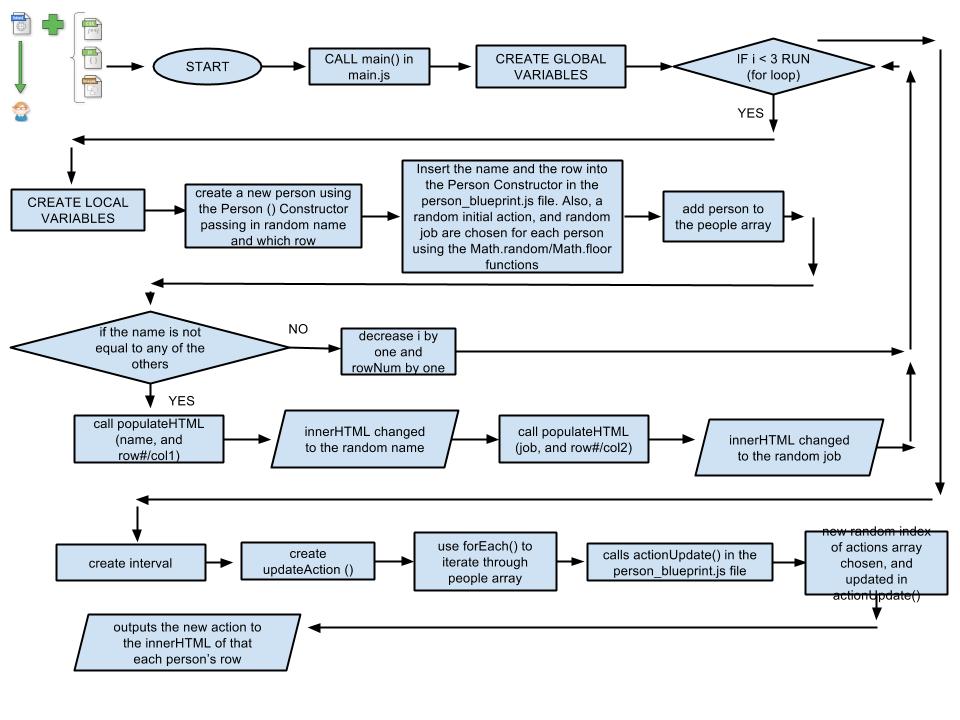 START
CALL main() in
main.js
CREATE GLOBAL
VARIABLES
IF i < 3 RUN
(for loop)
YES
CREATE LOCAL
VARIABLES
create a new person using
the Person () Constructor
passing in random name
and which row
Insert the name and the row into
the Person Constructor in the
person_blueprint.js file. Also, a
random initial action, and random
job are chosen for each person
using the Math.random/Math.floor
functions
add person to
the people array
if the name is not
equal to any of the
others
NO
decrease i by
one and
rowNum by one
YES
call populateHTML
(name, and
row#/col1)
innerHTML changed
to the random name
call populateHTML
(job, and row#/col2)
innerHTML changed
to the random job
create interval
create
updateAction ()
use forEach() to
iterate through
people array
calls actionUpdate() in the
person_blueprint.js file
new random index
of actions array
chosen, and
updated in
actionUpdate()
outputs the new action to
the innerHTML of that
each person's row